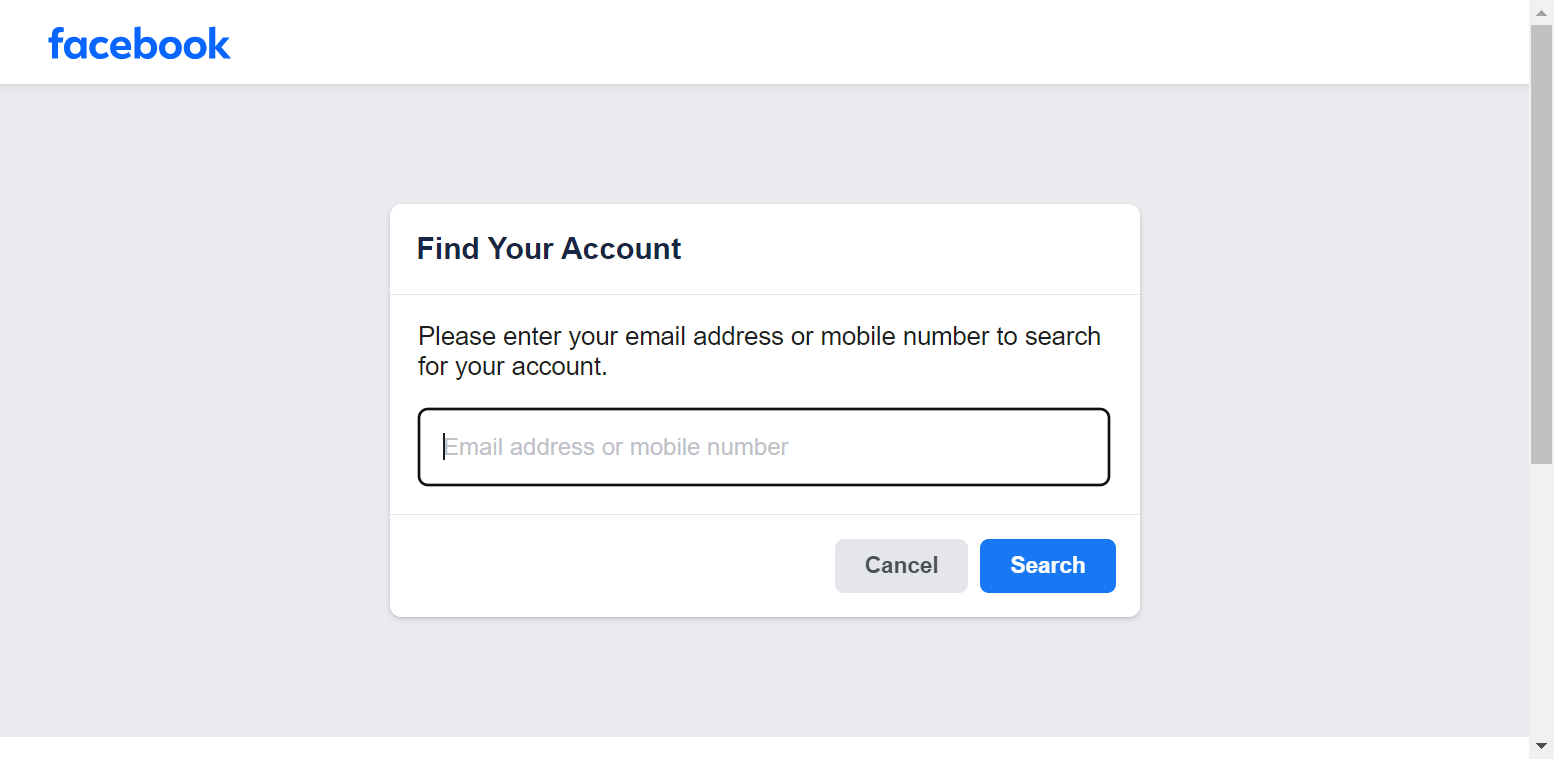 facebook
Find Your Account
Please enter your email address or mobile number to search
for your account.
Email address or mobile number
Cancel
Search